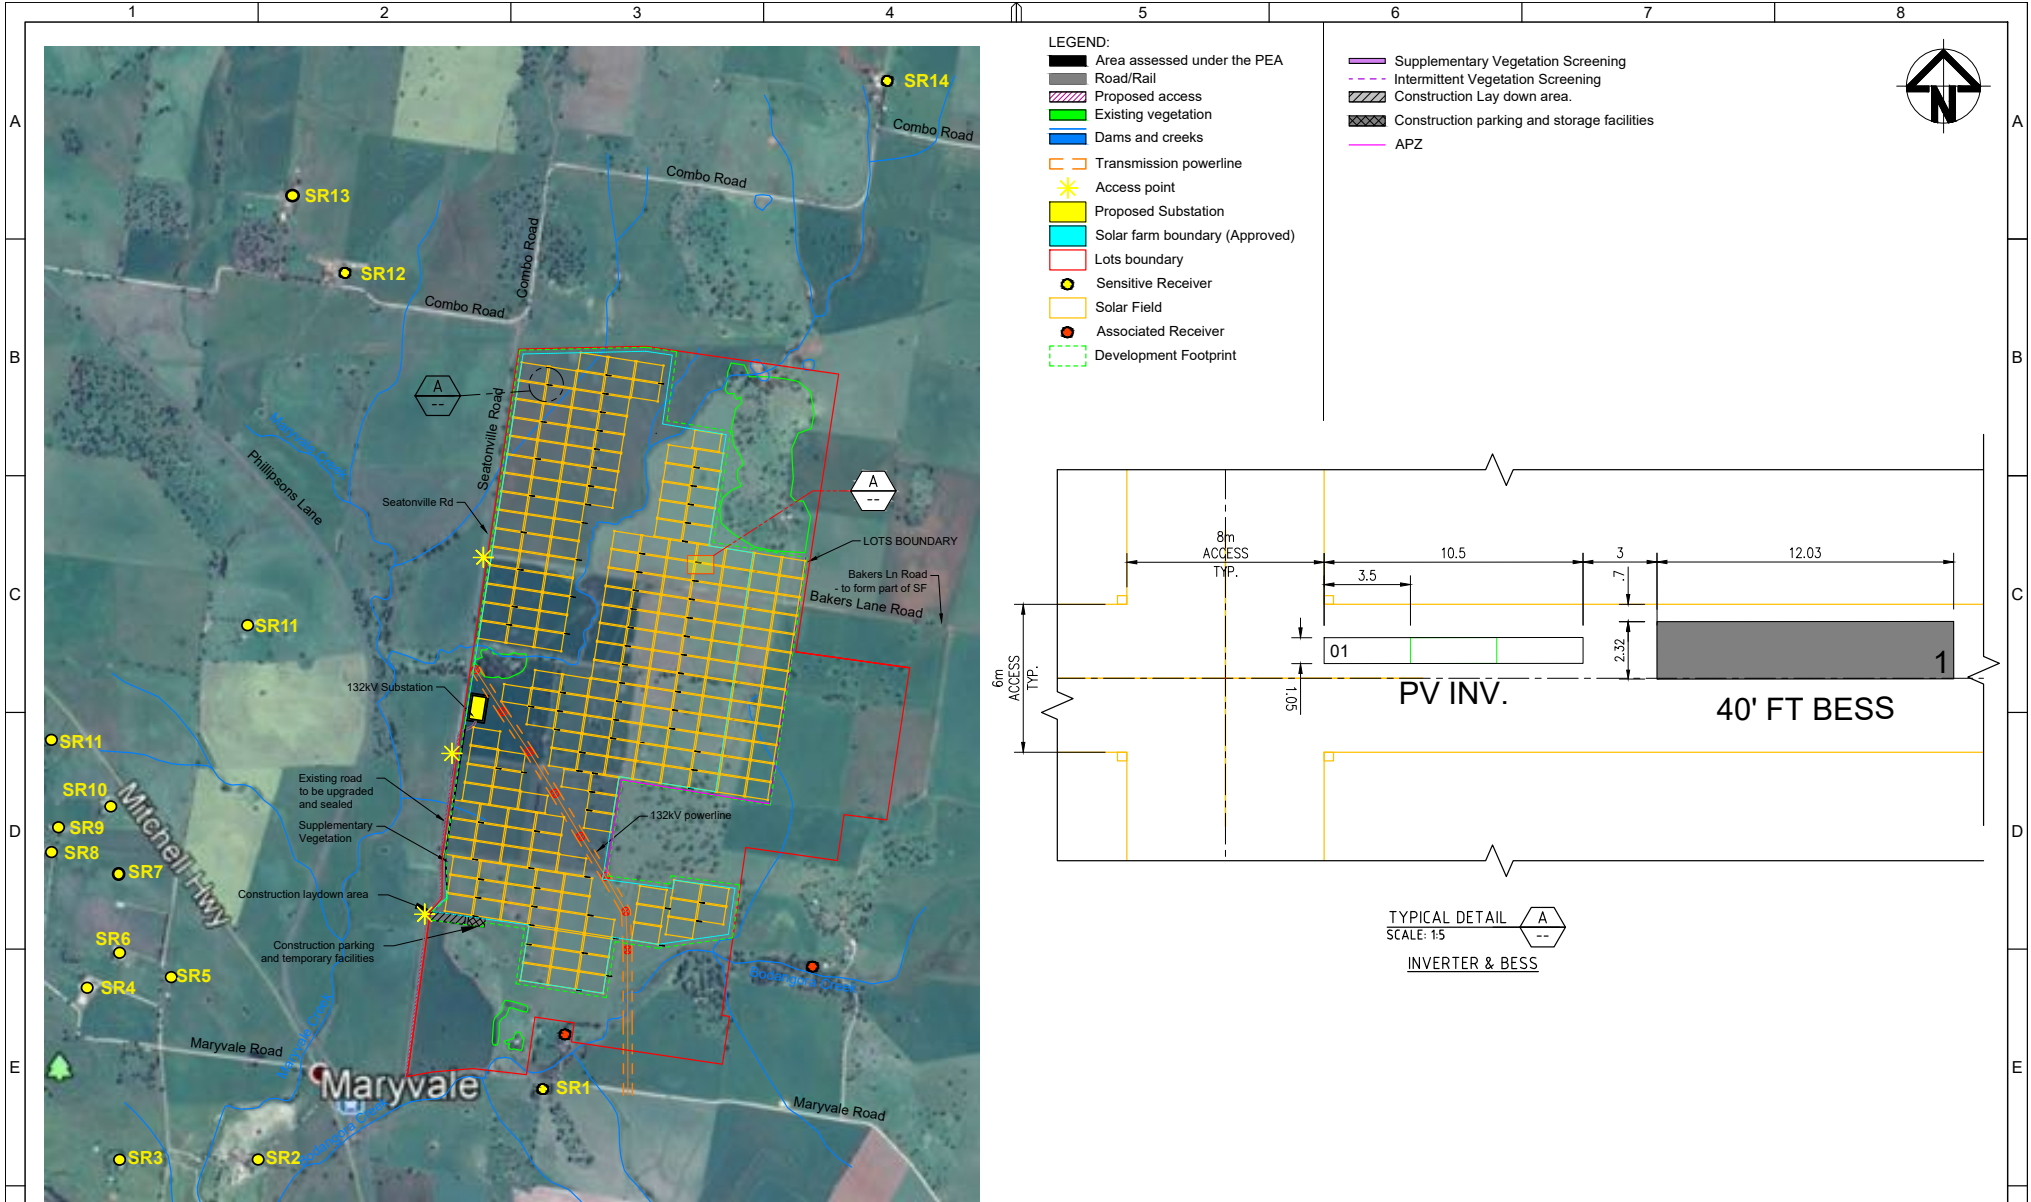 1
2
3
4
5
6
7
8
A
B
C
D
E
A
B
C
D
E
LEGEND:
Area assessed under the PEA
Road/Rail
Proposed access
Existing vegetation
Dams and creeks
Transmission powerline
Access point
Proposed Substation
Solar farm boundary (Approved)
Lots boundary
Sensitive Receiver
Solar Field
Associated Receiver
Development Footprint
Supplementary Vegetation Screening
Intermittent Vegetation Screening
Construction Lay down area.
Construction parking and storage facilities
APZ
N
SR14
Combo Road
Combo Road
SR13
Combo Road
SR12
Combo Road
A
--
Seatonville Road
Maryvale Creek
Phillipsons Lane
Seatonville Rd
A
--
LOTS BOUNDARY
Bakers Ln Road
- to form part of SF
Bakers Lane Road
SR11
132kV Substation
SR11
Existing road
to be upgraded
and sealed
SR10
Mitchell Hwy
SR9
Supplementary
Vegetation
132kV powerline
SR8
SR7
Construction laydown area
SR6
Construction parking
and temporary facilities
SR5
SR4
Maryvale Road
Maryvale
SR1
Maryvale Road
SR3
SR2
8m
ACCESS
TYP.
10.5
3
12.03
3.5
.7
6m
ACCESS
TYP.
01
1.05
2.32
1
PV INV.
40' FT BESS
TYPICAL DETAIL
A
--
SCALE: 1:5
INVERTER & BESS